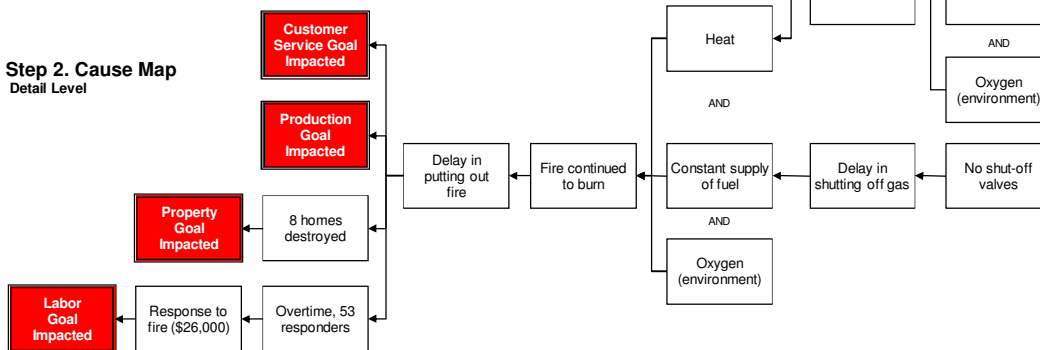 Customer
Service Goal
Impacted
Heat
AND
Step 2. Cause Map
Detail Level
AND
Oxygen
(environment)
Production
Goal
Impacted
Delay in
putting out
fire
Fire continued
to burn
Constant supply
of fuel
Delay in
shutting off gas
No shut-off
valves
Property
Goal
Impacted
8 homes
destroyed
AND
Oxygen
(environment)
Labor
Goal
Impacted
Response to
fire ($26,000)
Overtime, 53
responders